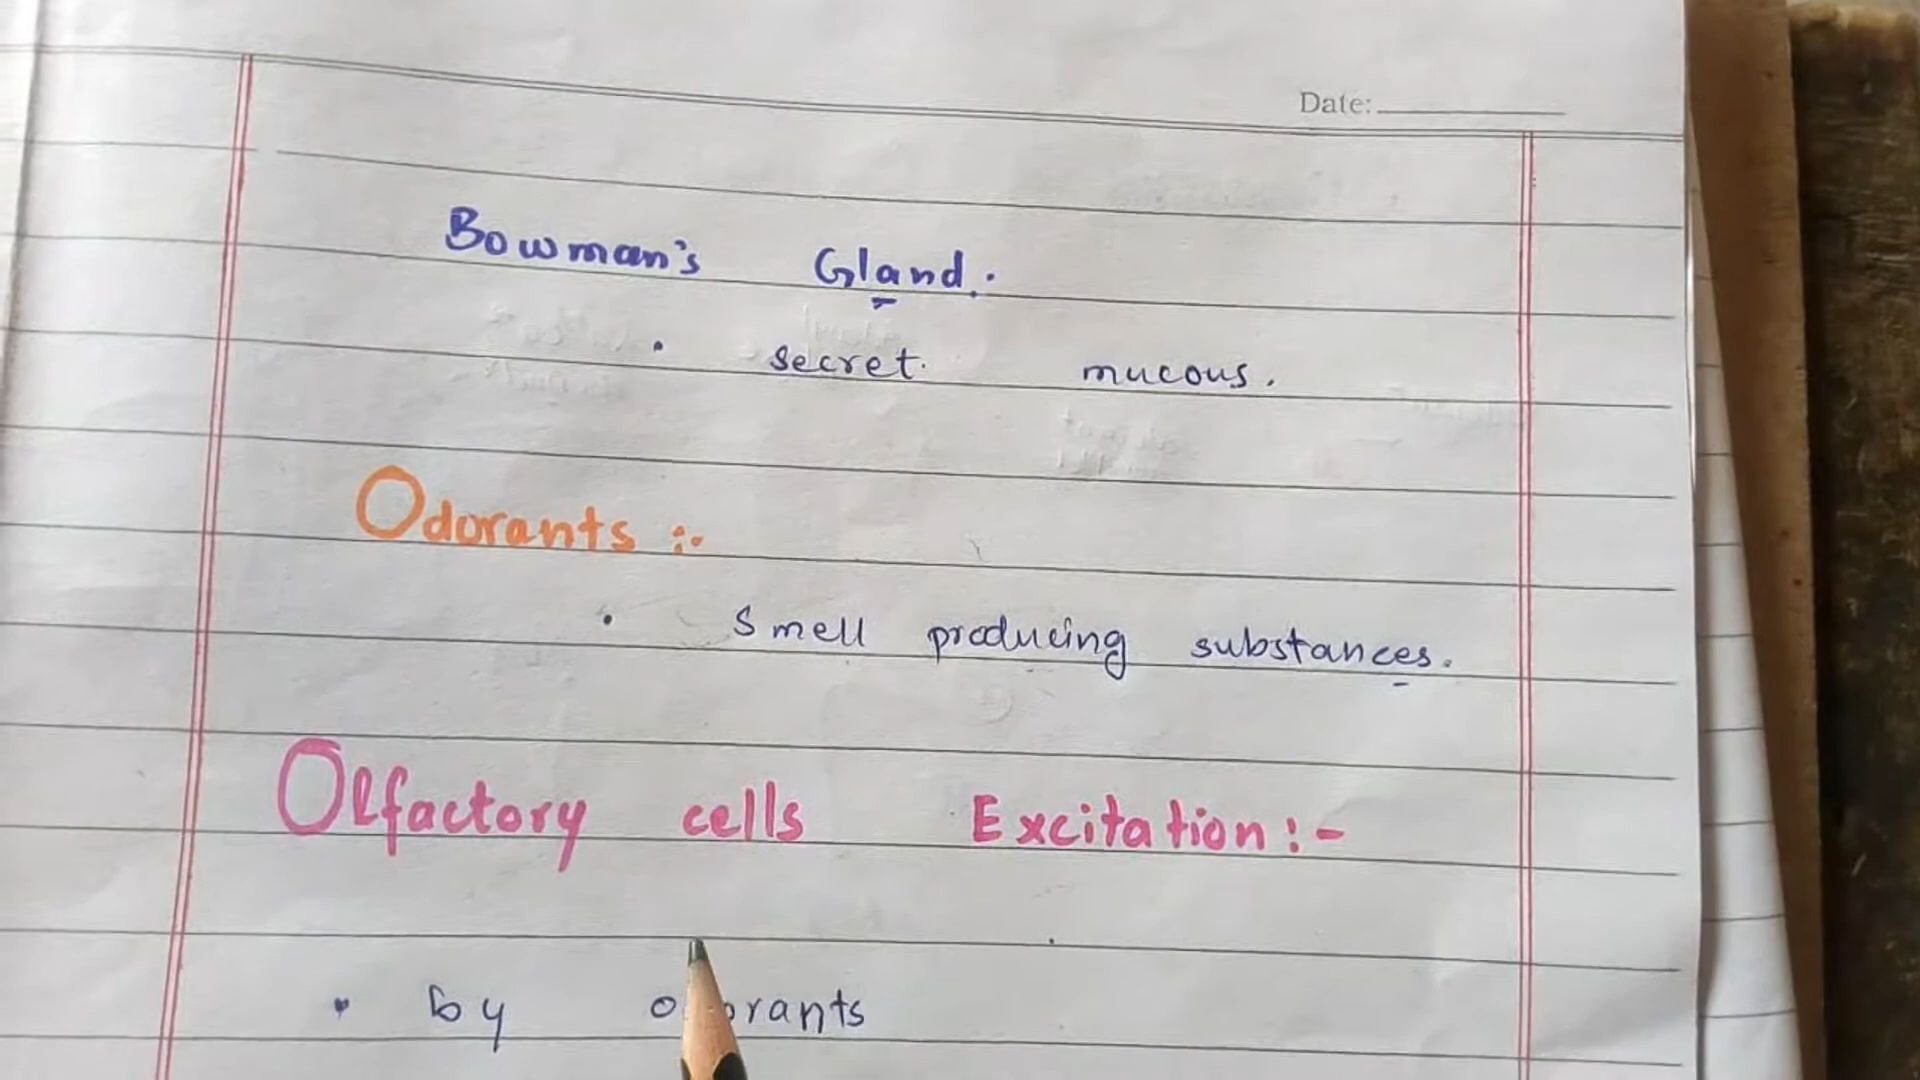 Date:
Bowman's Gland.
• secret. mucous.
Odorants :-
• Smell producing substances.
Olfactory cells Excitation:-
• by